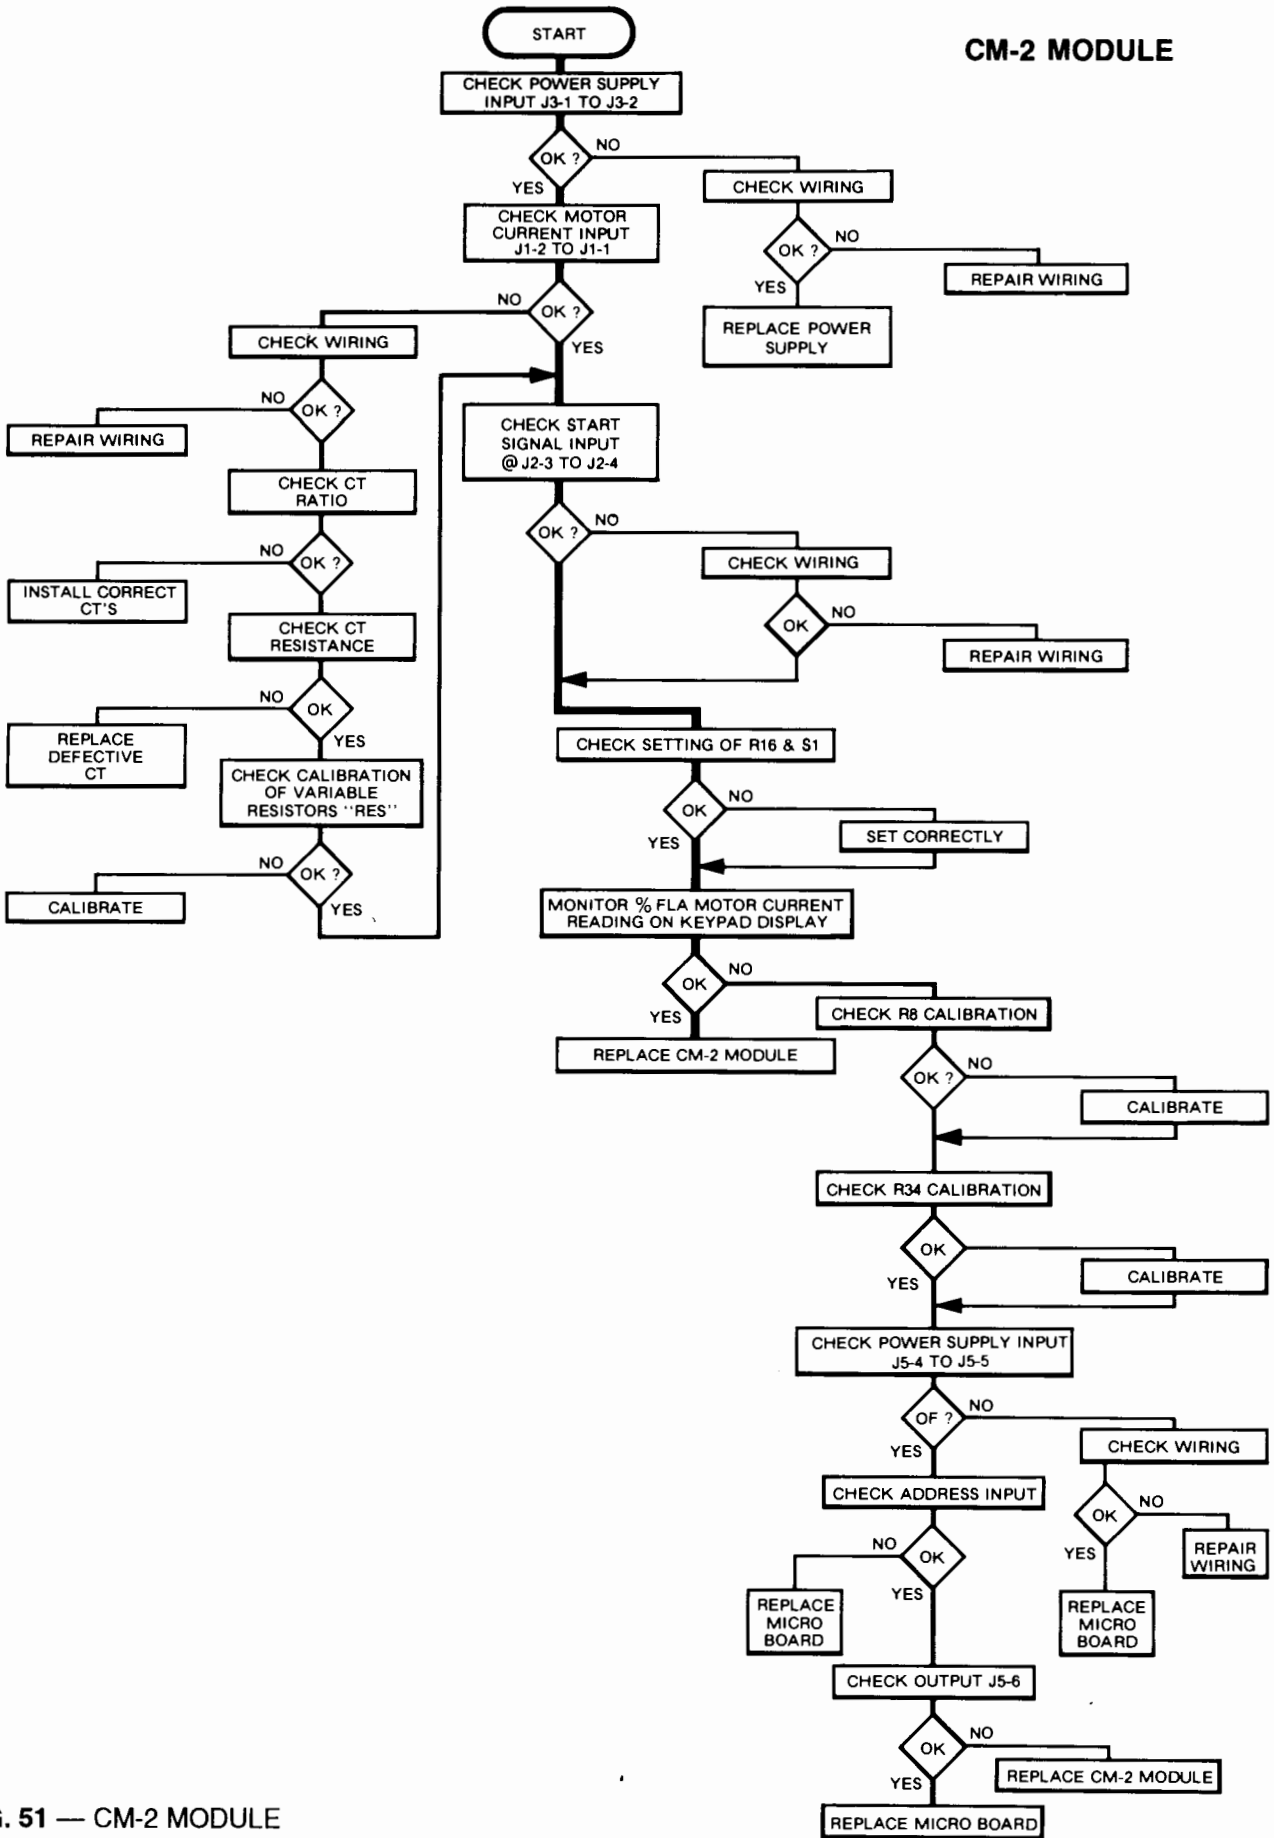 START
CM-2 MODULE
CHECK POWER SUPPLY
INPUT J3-1 TO J3-2
OK ?
NO
YES
CHECK WIRING
CHECK MOTOR
CURRENT INPUT
J1-2 TO J1-1
OK ?
NO
YES
REPAIR WIRING
REPLACE POWER
SUPPLY
NO
OK ?
YES
CHECK WIRING
NO
OK ?
REPAIR WIRING
CHECK START
SIGNAL INPUT
@ J2-3 TO J2-4
CHECK CT
RATIO
OK ?
NO
CHECK WIRING
NO
OK ?
INSTALL CORRECT
CT'S
OK
NO
REPAIR WIRING
CHECK CT
RESISTANCE
NO
OK
YES
REPLACE
DEFECTIVE
CT
CHECK SETTING OF R16 & S1
CHECK CALIBRATION
OF VARIABLE
RESISTORS "RES"
OK
NO
YES
SET CORRECTLY
NO
OK ?
YES
CALIBRATE
MONITOR % FLA MOTOR CURRENT
READING ON KEYPAD DISPLAY
OK
NO
YES
REPLACE CM-2 MODULE
CHECK R8 CALIBRATION
OK ?
NO
CALIBRATE
CHECK R34 CALIBRATION
OK
YES
CALIBRATE
CHECK POWER SUPPLY INPUT
J5-4 TO J5-5
OF ?
NO
YES
CHECK WIRING
CHECK ADDRESS INPUT
OK
NO
YES
REPAIR
WIRING
REPLACE
MICRO
BOARD
NO
OK
YES
REPLACE
MICRO
BOARD
CHECK OUTPUT J5-6
OK
NO
YES
REPLACE CM-2 MODULE
REPLACE MICRO BOARD
. 51 — CM-2 MODULE